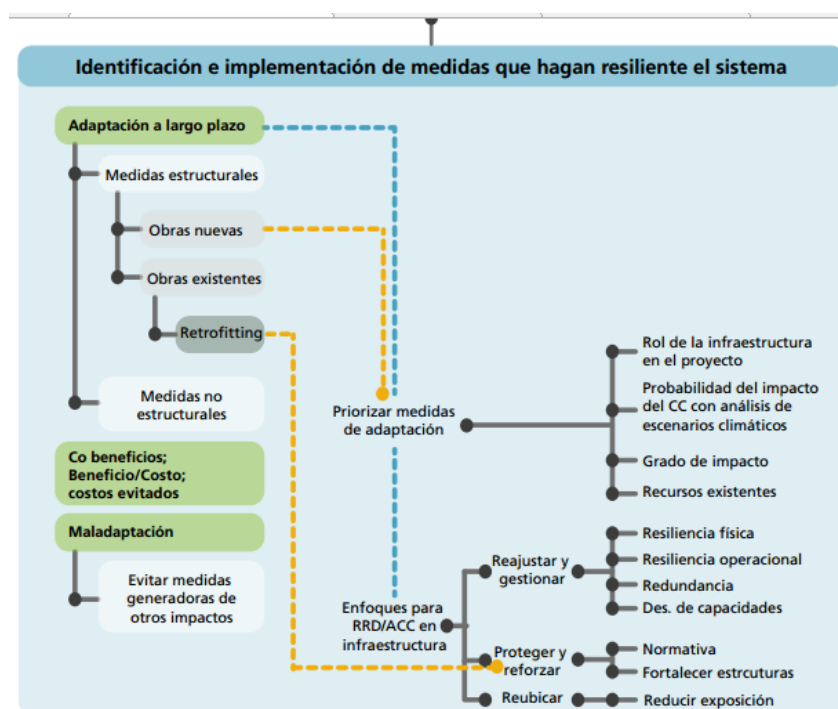 Identificación e implementación de medidas que hagan resiliente el sistema
Adaptación a largo plazo
Medidas estructurales
Obras nuevas
Obras existentes
Retrofitting
Medidas no
estructurales
Co beneficios;
Beneficio/Costo;
costos evitados
Maladaptación
Evitar medidas
generadoras de
otros impactos
Priorizar medidas
de adaptación
Rol de la infraestructura
en el proyecto
Probabilidad del impacto
del CC con análisis de
escenarios climáticos
Grado de impacto
Recursos existentes
Enfoques para
RRD/ACC en
infraestructura
Reajustar y
gestionar
Resiliencia física
Resiliencia operacional
Redundancia
Des. de capacidades
Proteger y
reforzar
Normativa
Fortalecer estrcuturas
Reubicar
Reducir exposición